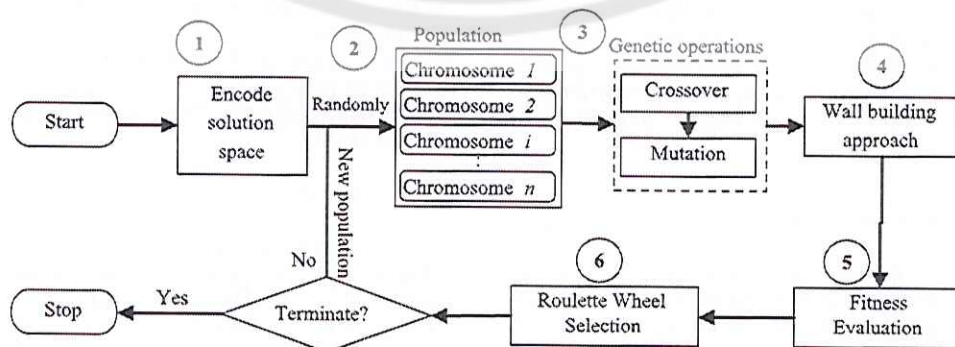 1
2
Population
3
Genetic operations
4
Start
Encode
solution
space
Randomly
Chromosome 1
Chromosome 2
Chromosome i
⋮
Chromosome n
Crossover
Mutation
Wall building
approach
New population
No
6
5
Stop
Yes
Terminate?
Roulette Wheel
Selection
Fitness
Evaluation